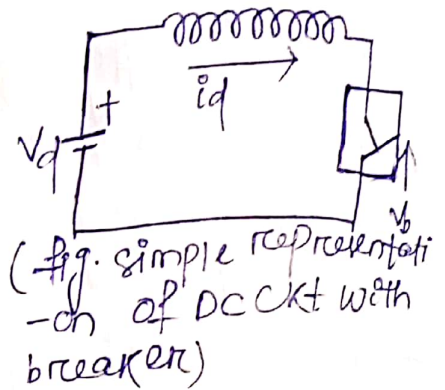 +
id
Vd
Vb
(fig. simple representati
-on of DC CKt with
breaker)